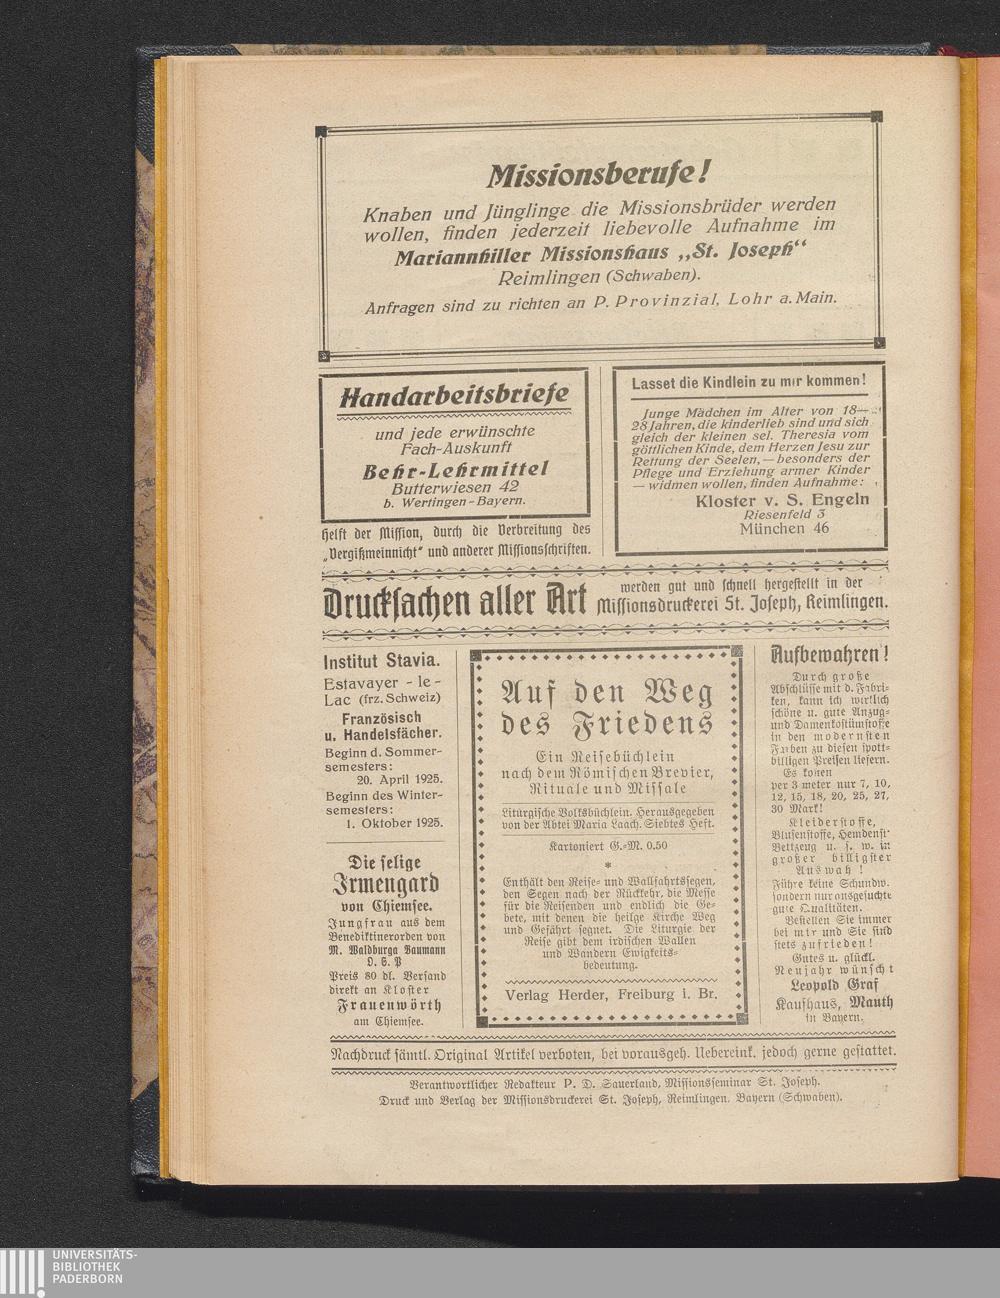 Missionsberufe!
Knaben und Jünglinge die Missionsbrüder werden
wollen, finden jederzeit liebevolle Aufnahme im
Mariannhiller Missionshaus „St. Joseph“
Reimlingen (Schwaben).
Anfragen sind zu richten an P. Provinzial, Lohr a. Main.
Handarbeitsbriefe
und jede erwünschte
Fach-Auskunft
Behr-Lehrmittel
Butterwiesen 42
b. Wertingen-Bayern.
Helft der Mission, durch die Verbreitung des
„Vergißmeinnicht“ und anderer Missionsschriften.
Lasset die Kindlein zu mir kommen!
Junge Mädchen im Alter von 18—
28 Jahren, die kinderlieb sind und sich
gleich der kleinen sel. Theresia vom
göttlichen Kinde, dem Herzen Jesu zur
Rettung der Seelen, — besonders der
Pflege und Erziehung armer Kinder
— widmen wollen, finden Aufnahme:
Kloster v. S. Engeln
Riesenfeld 3
München 46
Drucksachen aller Art
werden gut und schnell hergestellt in der
Missionsdruckerei St. Joseph, Reimlingen.
Institut Stavia.
Estavayer - le -
Lac (frz. Schweiz)
Französisch
u. Handelsfächer.
Beginn d. Sommer-
semesters:
20. April 1925.
Beginn des Winter-
semesters:
1. Oktober 1925.
Die selige
Irmengard
von Chiemsee.
Jungfrau aus dem
Benediktinerorden von
M. Waldburga Baumann
O. S. B
Preis 80 dl. Versand
direkt an Kloster
Frauenwörth
am Chiemsee.
Auf den Weg
des Friedens
Ein Reisebüchlein
nach dem Römischen Brevier,
Rituale und Missale
Liturgische Volksbüchlein. Herausgegeben
von der Abtei Maria Laach. Siebtes Heft.
Kartoniert G.-M. 0.50
*
Enthält den Reise- und Wallfahrtssegen,
den Segen nach der Rückkehr, die Messe
für die Reisenden und endlich die Ge-
bete, mit denen die heilge Kirche Weg
und Gefährt segnet. Die Liturgie der
Reise gibt dem irdischen Wallen
und Wandern Ewigkeits-
bedeutung.
Verlag Herder, Freiburg i. Br.
Aufbewahren!
Durch große
Abschlüsse mit d. Fabri-
ken, kann ich wirklich
schöne u. gute Anzug-
und Damenkostümstoffe
in den modernsten
Farben zu diesen spott-
billigen Preisen liefern.
Es kosten
per 3 meter nur 7, 10,
12, 15, 18, 20, 25, 27,
30 Mark!
Kleiderstoffe,
Blusenstoffe, Hemdenst
Bettzeug u. s. w. in
großer billigster
Auswahl!
Führe keine Schundw.
sondern nur ausgesuchte
gute Qualitäten.
Bestellen Sie immer
bei mir und Sie sind
stets zufrieden!
Gutes u. glückl.
Neujahr wünscht
Leopold Graf
Kaufhaus, Mauth
in Bayern.
Nachdruck sämtl. Original Artikel verboten, bei vorausgeh. Uebereink. jedoch gerne gestattet.
Verantwortlicher Redakteur P. D. Sauerland, Missionsseminar St. Joseph.
Druck und Verlag der Missionsdruckerei St. Joseph, Reimlingen. Bayern (Schwaben).
UNIVERSITÄTS-
BIBLIOTHEK
PADERBORN